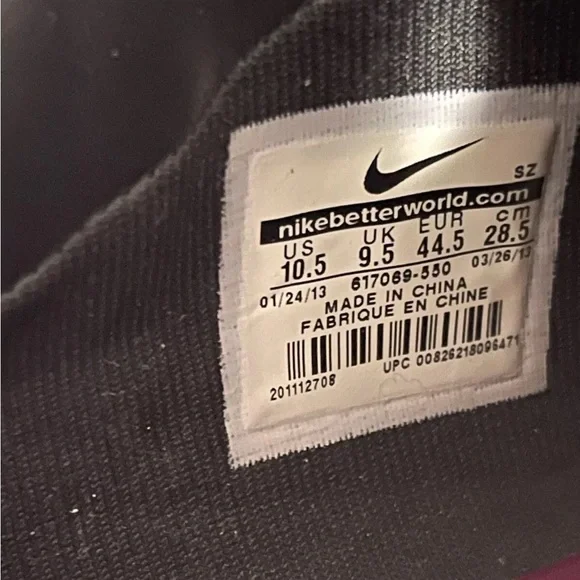 SZ
nikebetterworld.com
US UK EUR cm
10.5 9.5 44.5 28.5
01/24/13 617069-550 03/26/13
MADE IN CHINA
FABRIQUE EN CHINE
201112708 UPC 00826218096471